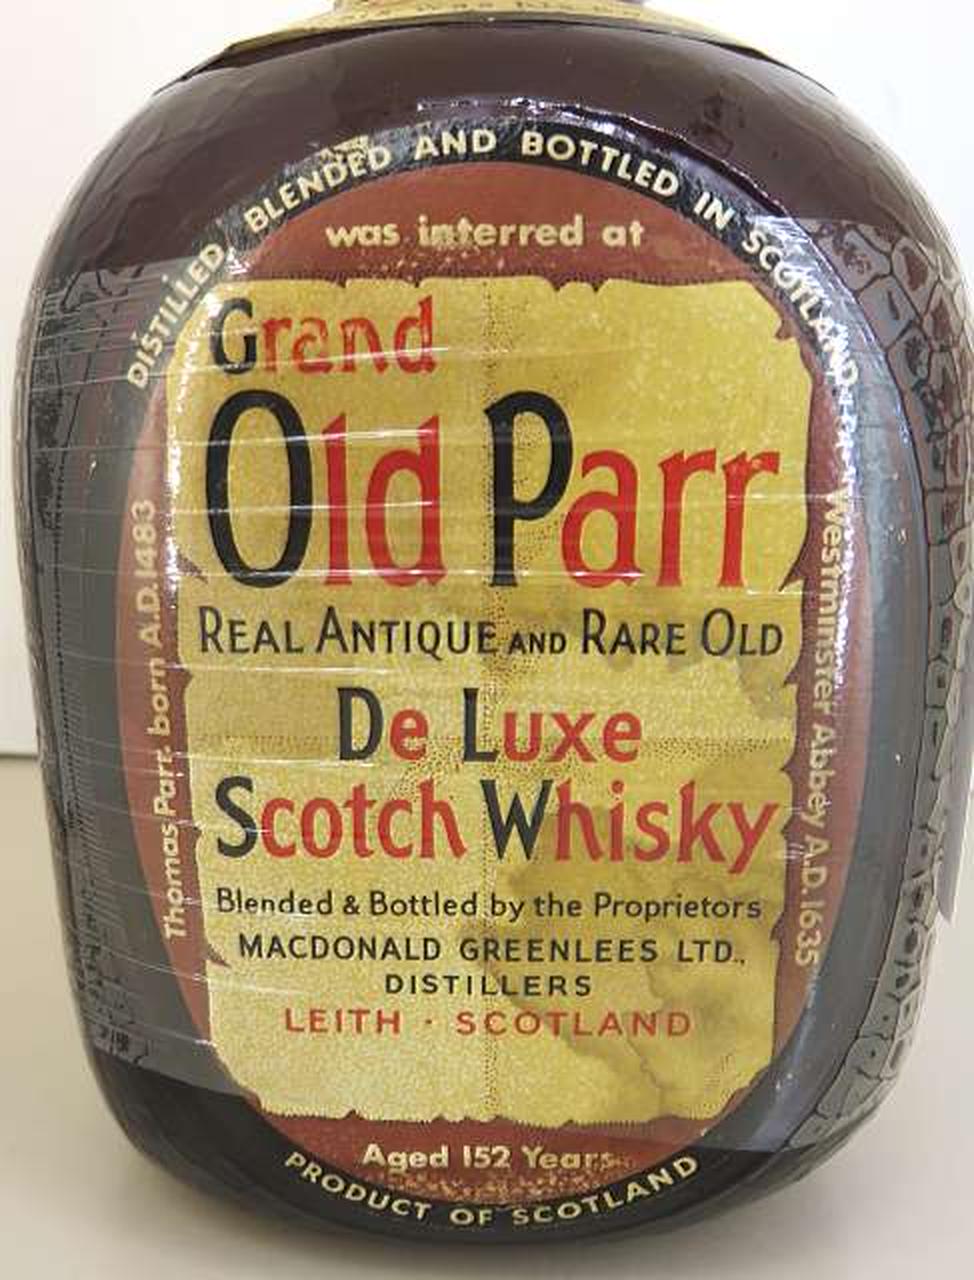 DISTILLED, BLENDED AND BOTTLED IN SCOTLAND.
was interred at
Grand
Old Parr
REAL ANTIQUE AND RARE OLD
De Luxe
Scotch Whisky
Blended & Bottled by the Proprietors
MACDONALD GREENLEES LTD.,
DISTILLERS
LEITH · SCOTLAND
Thomas Parr. born A.D.1483
Westminster Abbey A.D.1635
Aged 152 Years
PRODUCT OF SCOTLAND